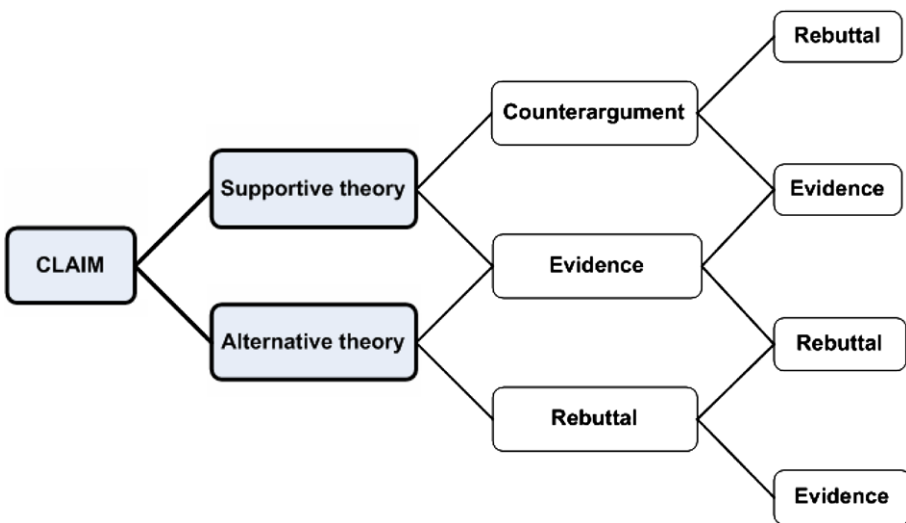 CLAIM
Supportive theory
Alternative theory
Counterargument
Evidence
Rebuttal
Rebuttal
Evidence
Rebuttal
Evidence